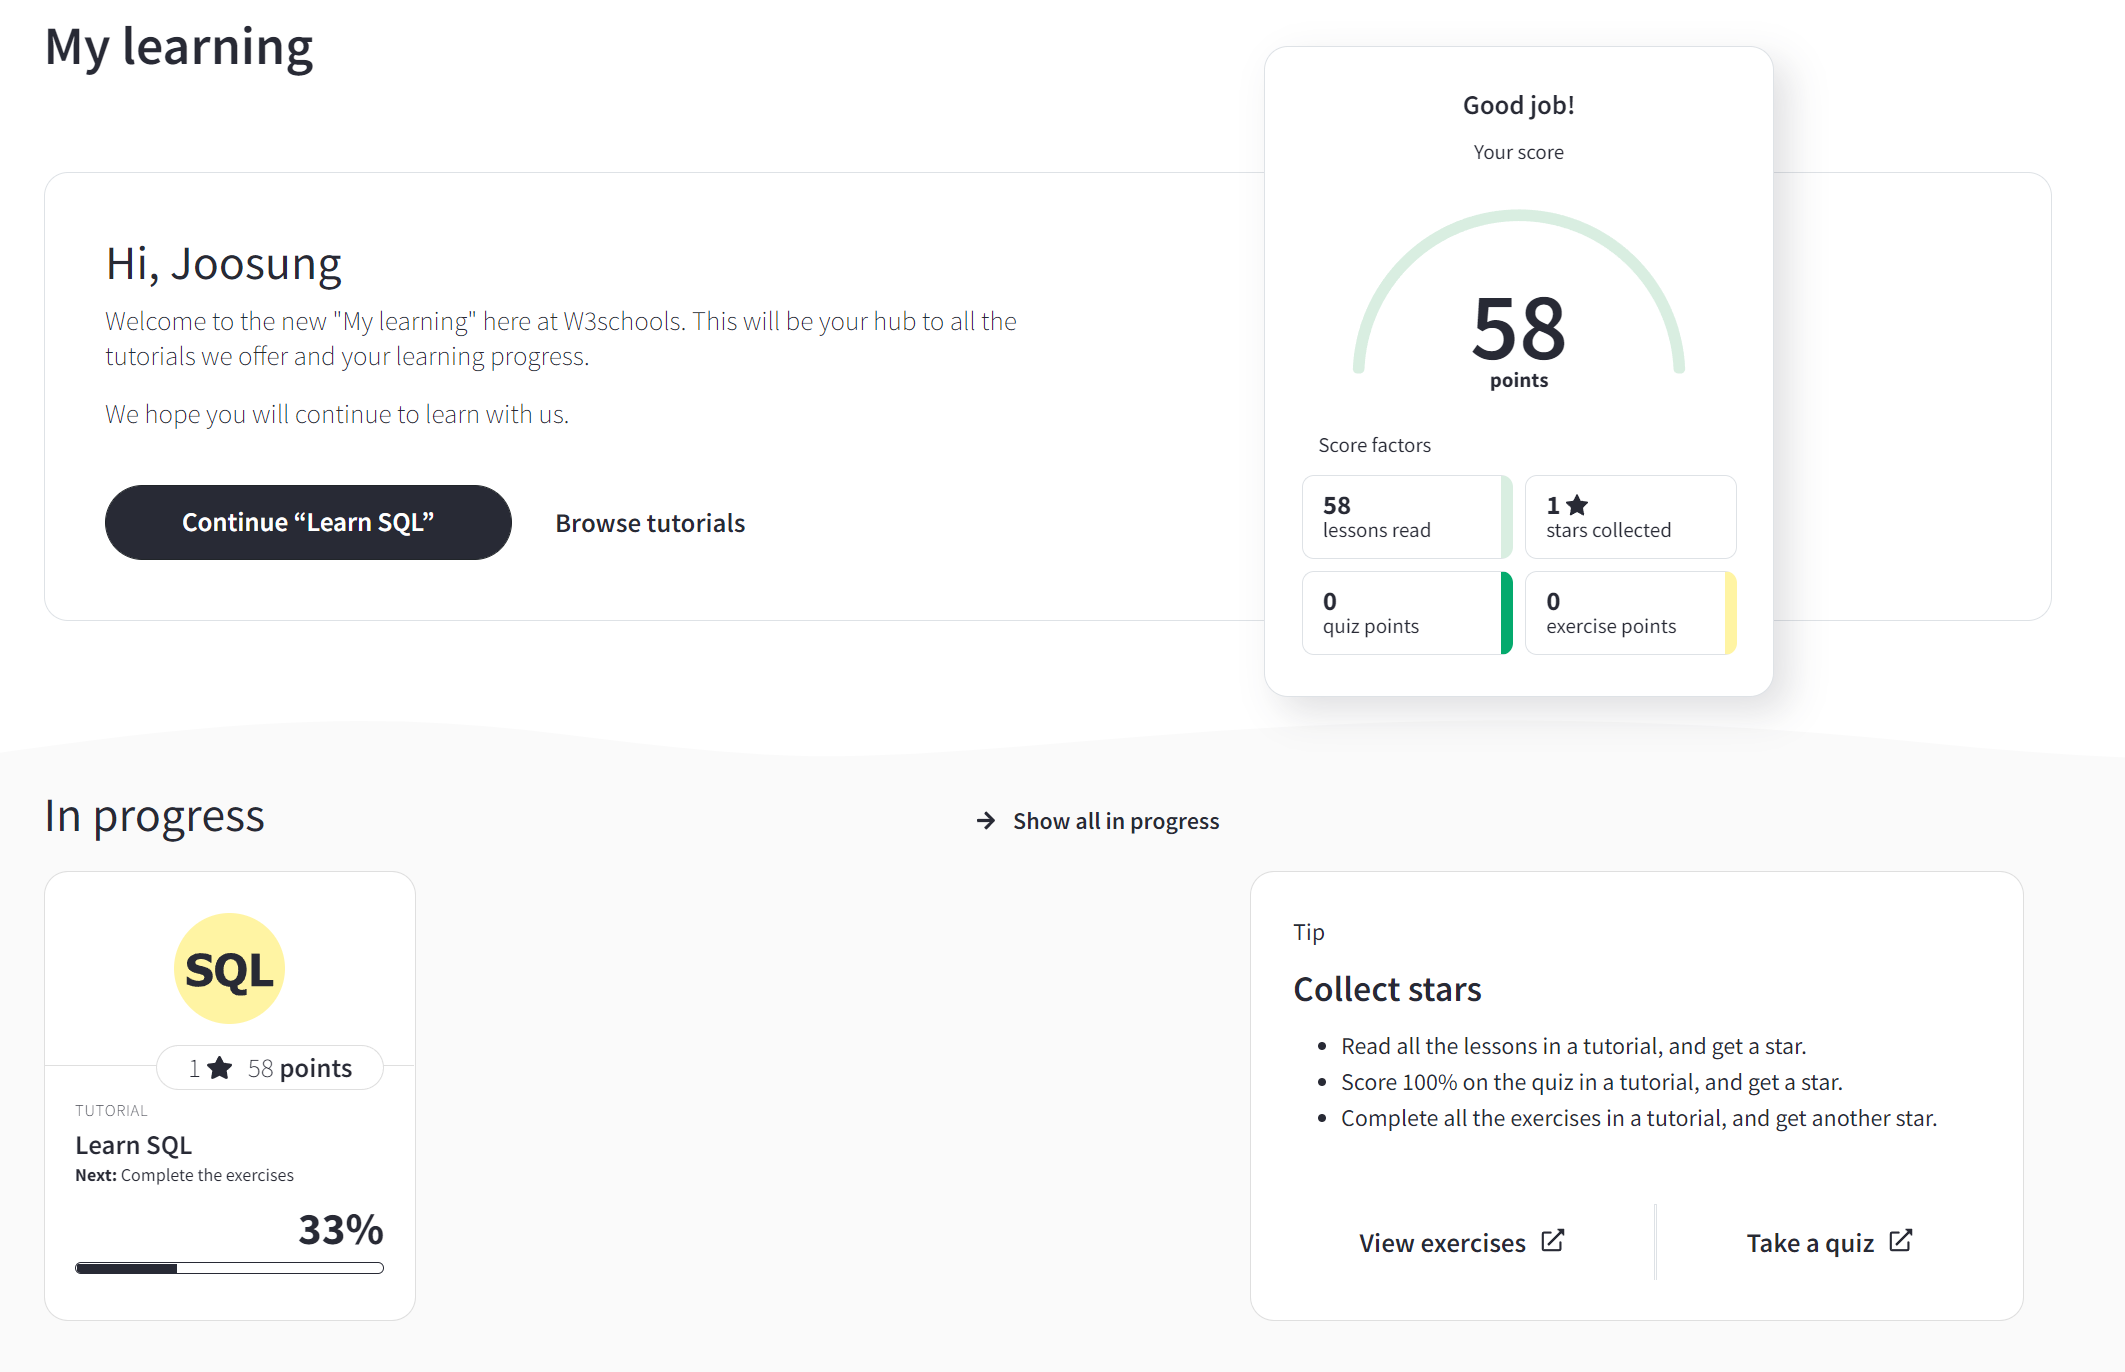 My learning
Hi, Joosung
Welcome to the new "My learning" here at W3schools. This will be your hub to all the
tutorials we offer and your learning progress.
We hope you will continue to learn with us.
Continue “Learn SQL”
Browse tutorials
Good job!
Your score
58
points
Score factors
58
lessons read
1 ★
stars collected
0
quiz points
0
exercise points
In progress
→ Show all in progress
SQL
1 ★ 58 points
TUTORIAL
Learn SQL
Next: Complete the exercises
33%
Tip
Collect stars
• Read all the lessons in a tutorial, and get a star.
• Score 100% on the quiz in a tutorial, and get a star.
• Complete all the exercises in a tutorial, and get another star.
View exercises
Take a quiz